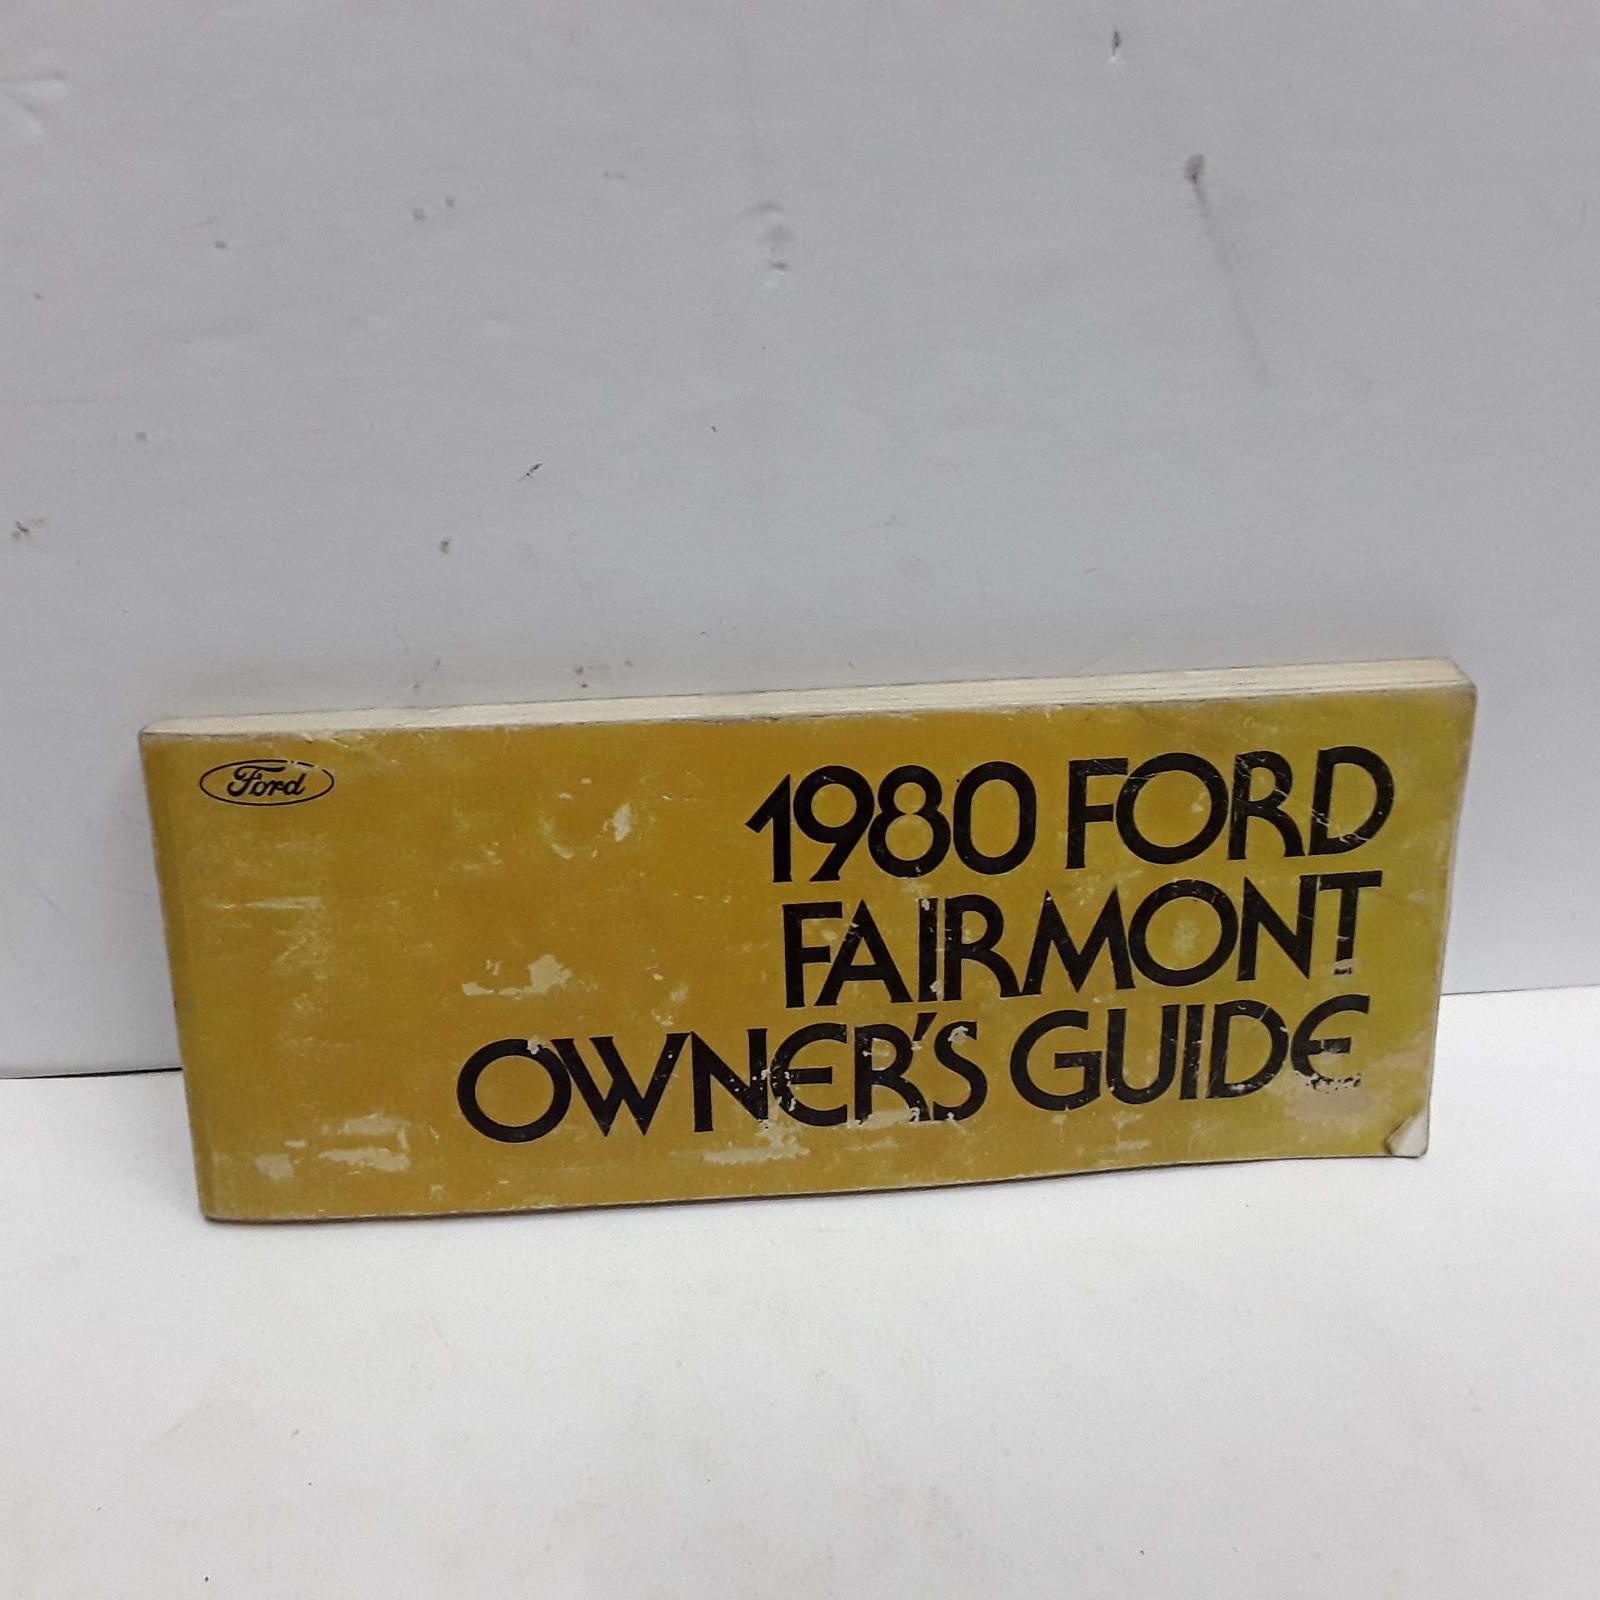 Ford
1980 FORD
FAIRMONT
OWNER'S GUIDE